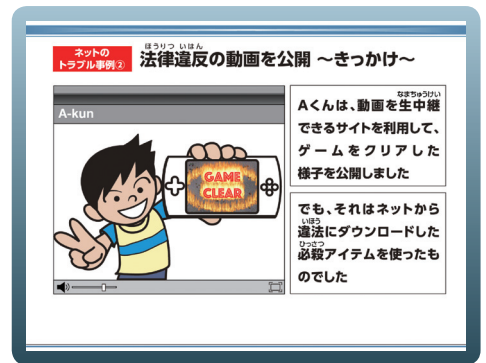 ネットの
トラブル事例②
ほうりつ いはん
法律違反の動画を公開 ～きっかけ～
A-kun
GAME
CLEAR
なまちゅうけい
Aくんは、動画を生中継
できるサイトを利用して、
ゲームをクリアした
様子を公開しました
でも、それはネットから
いほう
違法にダウンロードした
ひっさつ
必殺アイテムを使ったも
のでした